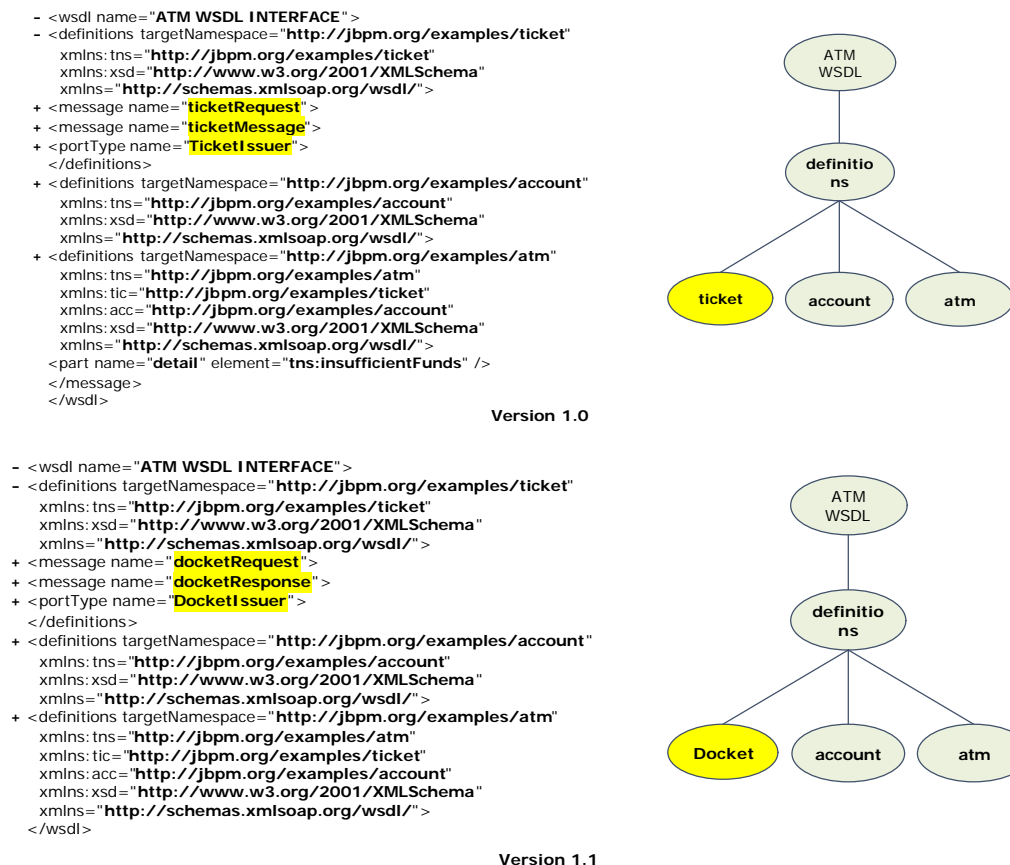 - <wsdl name="ATM WSDL INTERFACE">
- <definitions targetNamespace="http://jbpm.org/examples/ticket"
xmlns:tns="http://jbpm.org/examples/ticket"
xmlns:xsd="http://www.w3.org/2001/XMLSchema"
xmlns="http://schemas.xmlsoap.org/wsdl/">
+ <message name="ticketRequest">
+ <message name="ticketMessage">
+ <portType name="TicketIssuer">
</definitions>
+ <definitions targetNamespace="http://jbpm.org/examples/account"
xmlns:tns="http://jbpm.org/examples/account"
xmlns:xsd="http://www.w3.org/2001/XMLSchema"
xmlns="http://schemas.xmlsoap.org/wsdl/">
+ <definitions targetNamespace="http://jbpm.org/examples/atm"
xmlns:tns="http://jbpm.org/examples/atm"
xmlns:tic="http://jbpm.org/examples/ticket"
xmlns:acc="http://jbpm.org/examples/account"
xmlns:xsd="http://www.w3.org/2001/XMLSchema"
xmlns="http://schemas.xmlsoap.org/wsdl/">
<part name="detail" element="tns:insufficientFunds" />
</message>
</wsdl>
ATM
WSDL
definitio
ns
ticket
account
atm
Version 1.0
- <wsdl name="ATM WSDL INTERFACE">
- <definitions targetNamespace="http://jbpm.org/examples/ticket"
xmlns:tns="http://jbpm.org/examples/ticket"
xmlns:xsd="http://www.w3.org/2001/XMLSchema"
xmlns="http://schemas.xmlsoap.org/wsdl/">
+ <message name="docketRequest">
+ <message name="docketResponse">
+ <portType name="DocketIssuer">
</definitions>
+ <definitions targetNamespace="http://jbpm.org/examples/account"
xmlns:tns="http://jbpm.org/examples/account"
xmlns:xsd="http://www.w3.org/2001/XMLSchema"
xmlns="http://schemas.xmlsoap.org/wsdl/">
+ <definitions targetNamespace="http://jbpm.org/examples/atm"
xmlns:tns="http://jbpm.org/examples/atm"
xmlns:tic="http://jbpm.org/examples/ticket"
xmlns:acc="http://jbpm.org/examples/account"
xmlns:xsd="http://www.w3.org/2001/XMLSchema"
xmlns="http://schemas.xmlsoap.org/wsdl/">
</wsdl>
ATM
WSDL
definitio
ns
Docket
account
atm
Version 1.1